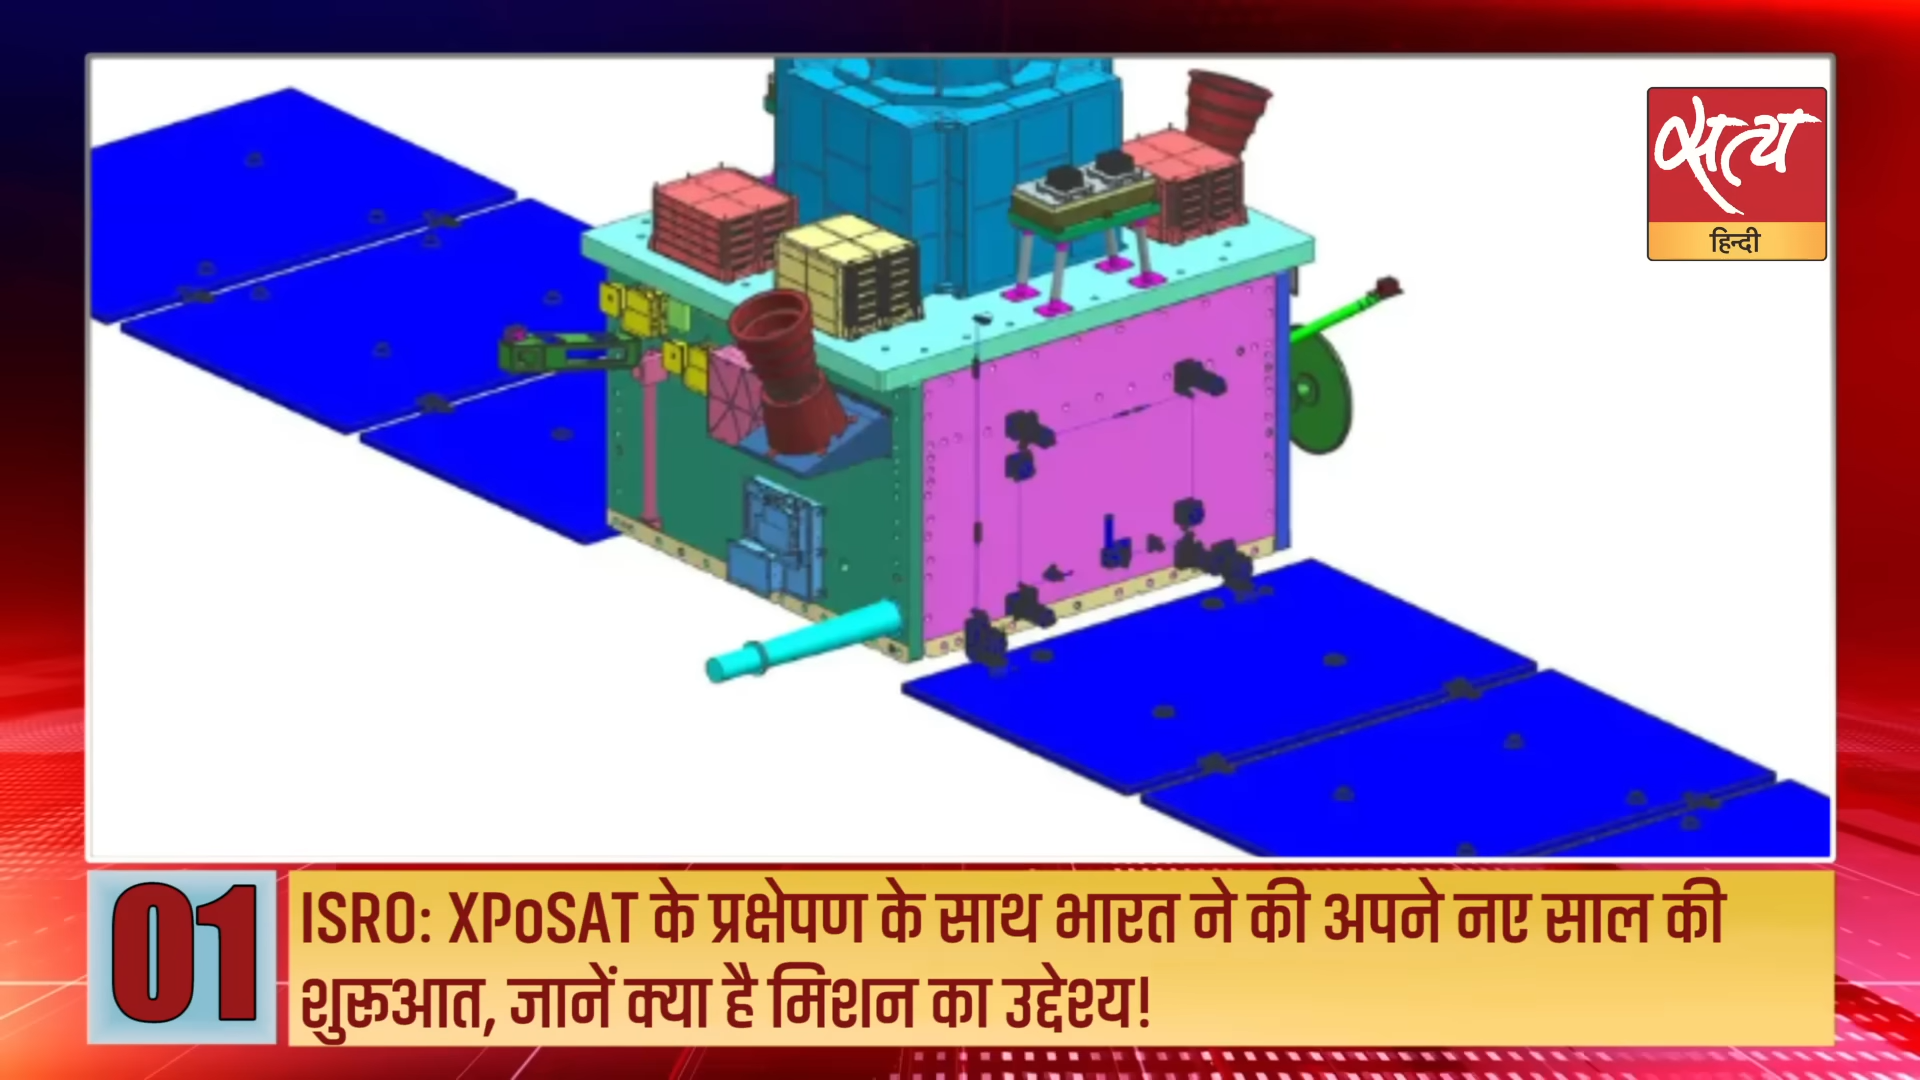 सत्य
हिन्दी
01
ISRO: XPoSAT के प्रक्षेपण के साथ भारत ने की अपने नए साल की
शुरूआत, जानें क्या है मिशन का उद्देश्य!